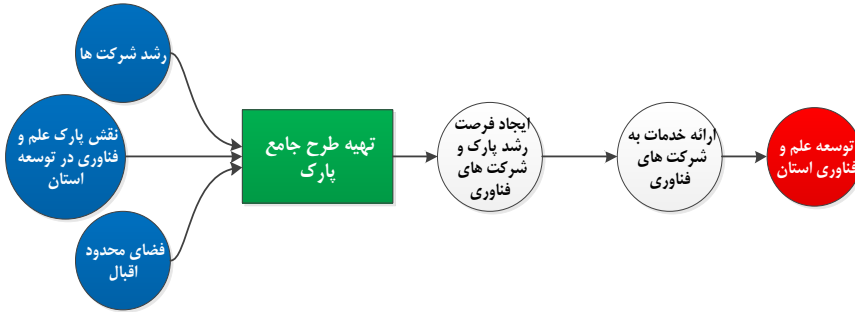 رشد شرکت ها
نقش پارک علم و
فناوری در توسعه
استان
فضای محدود
اقبال
تهیه طرح جامع
پارک
ایجاد فرصت
رشد پارک و
شرکت های
فناوری
ارائه خدمات به
شرکت های
فناوری
توسعه علم و
فناوری استان